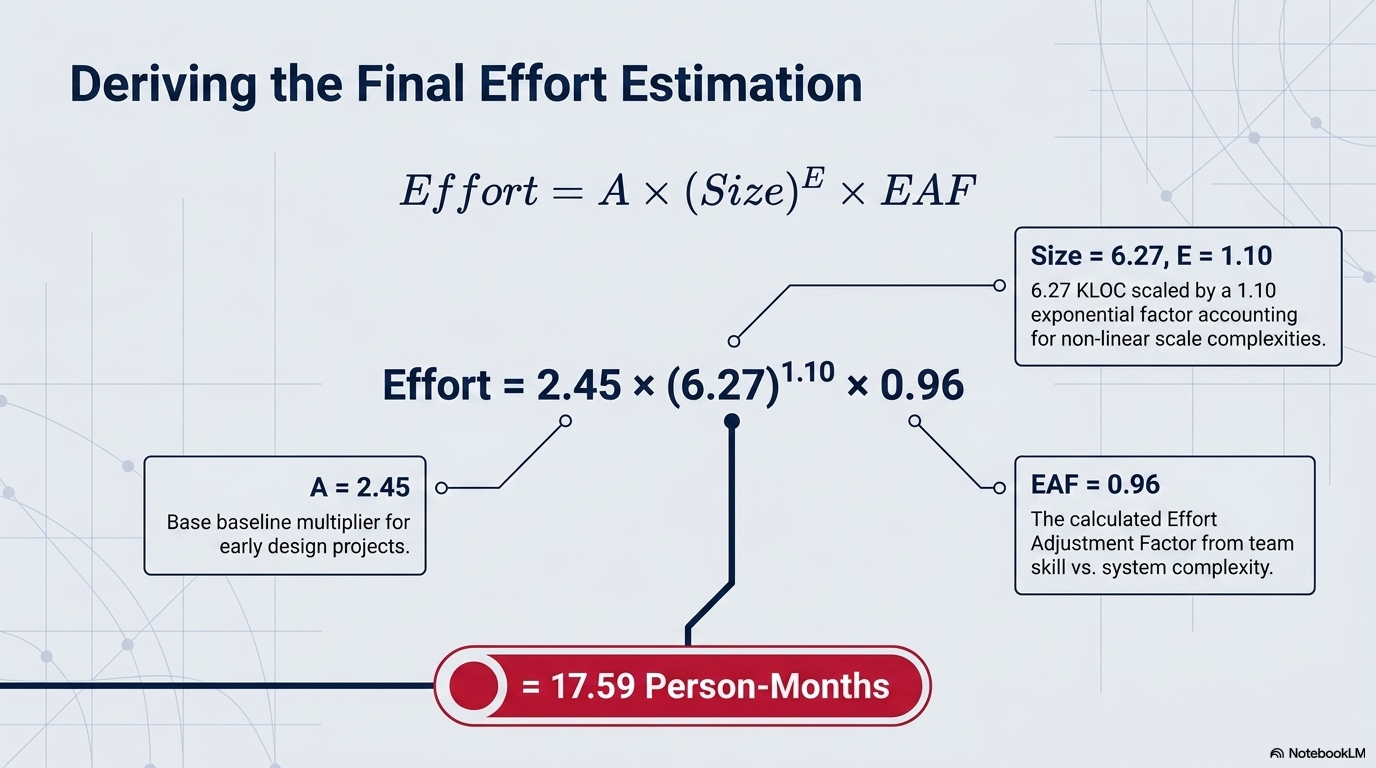 Deriving the Final Effort Estimation
Effort = A × (Size)^E × EAF
Size = 6.27, E = 1.10
6.27 KLOC scaled by a 1.10
exponential factor accounting
for non-linear scale complexities.
Effort = 2.45 × (6.27)^1.10 × 0.96
A = 2.45
Base baseline multiplier for
early design projects.
EAF = 0.96
The calculated Effort
Adjustment Factor from team
skill vs. system complexity.
= 17.59 Person-Months
NotebookLM